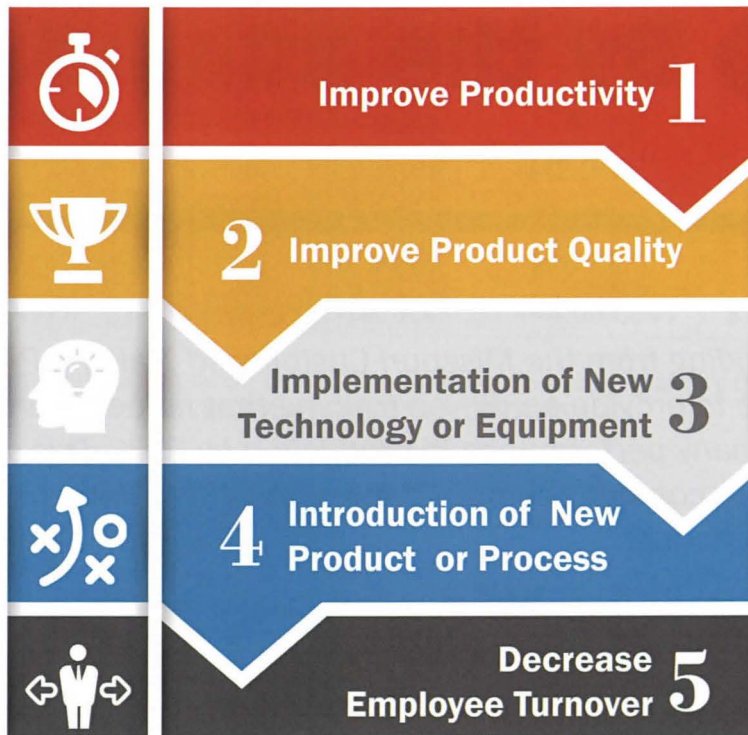 Improve Productivity 1
2 Improve Product Quality
Implementation of New
Technology or Equipment 3
4 Introduction of New
Product or Process
Decrease
Employee Turnover 5